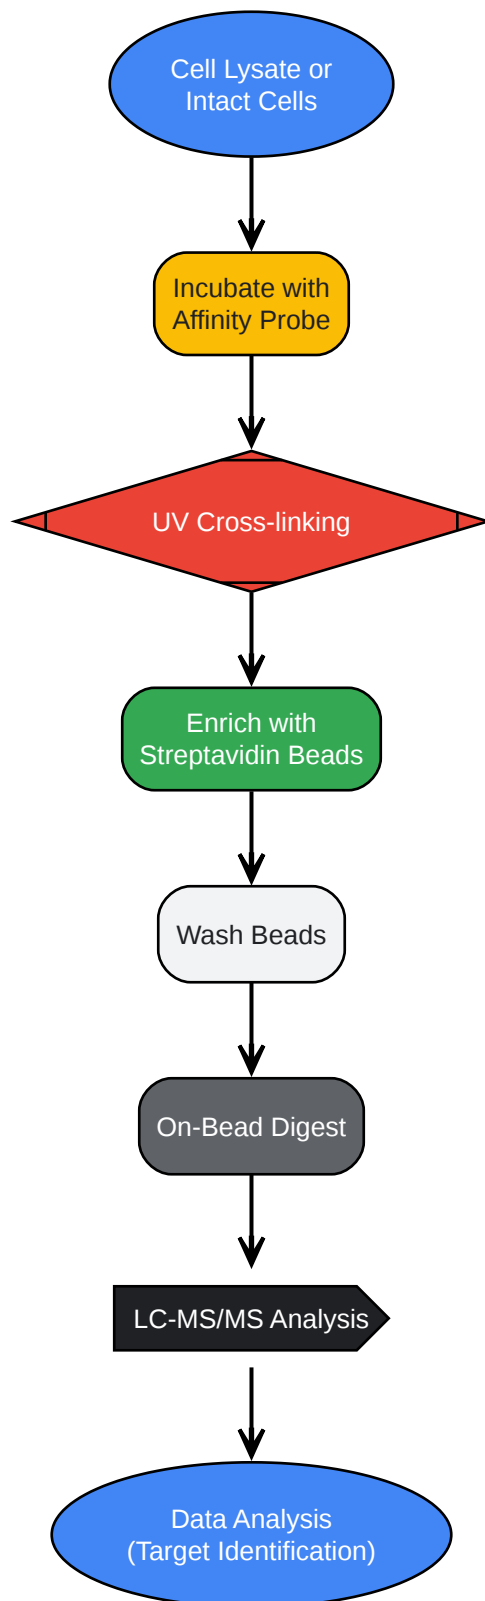 Cell Lysate or
Intact Cells
Incubate with
Affinity Probe
UV Cross-linking
Enrich with
Streptavidin Beads
Wash Beads
On-Bead Digest
LC-MS/MS Analysis
Data Analysis
(Target Identification)